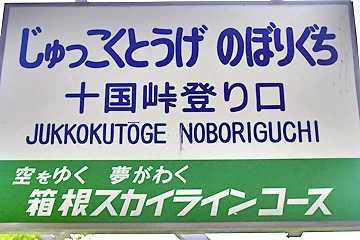 じゅっこくとうげ のぼりぐち
十国峠登り口
JUKKOKUTŌGE NOBORIGUCHI
空をゆく 夢がわく
箱根スカイラインコース